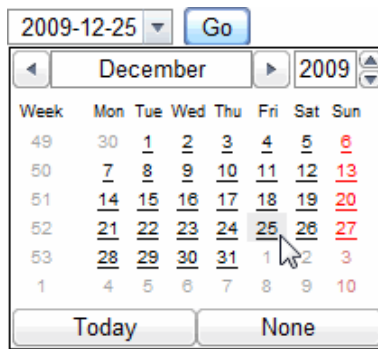 2009-12-25 Go
December 2009
Week Mon Tue Wed Thu Fri Sat Sun
49 30 1 2 3 4 5 6
50 7 8 9 10 11 12 13
51 14 15 16 17 18 19 20
52 21 22 23 24 25 26 27
53 28 29 30 31 1 2 3
1 4 5 6 7 8 9 10
Today None